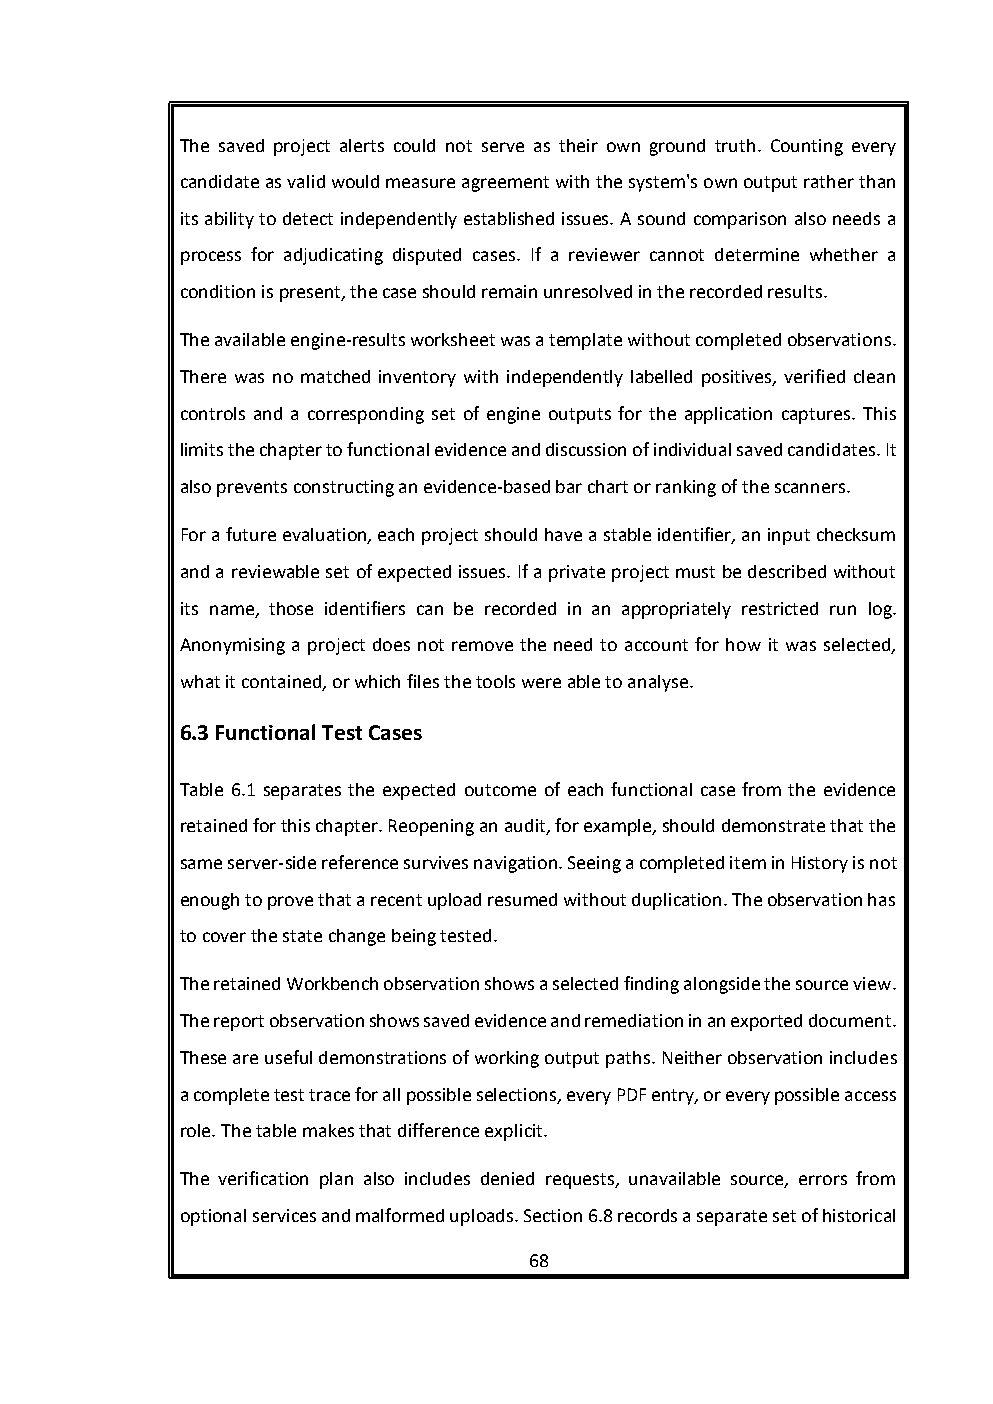 The saved project alerts could not serve as their own ground truth. Counting every
candidate as valid would measure agreement with the system's own output rather than
its ability to detect independently established issues. A sound comparison also needs a
process for adjudicating disputed cases. If a reviewer cannot determine whether a
condition is present, the case should remain unresolved in the recorded results.
The available engine-results worksheet was a template without completed observations.
There was no matched inventory with independently labelled positives, verified clean
controls and a corresponding set of engine outputs for the application captures. This
limits the chapter to functional evidence and discussion of individual saved candidates. It
also prevents constructing an evidence-based bar chart or ranking of the scanners.
For a future evaluation, each project should have a stable identifier, an input checksum
and a reviewable set of expected issues. If a private project must be described without
its name, those identifiers can be recorded in an appropriately restricted run log.
Anonymising a project does not remove the need to account for how it was selected,
what it contained, or which files the tools were able to analyse.
6.3 Functional Test Cases
Table 6.1 separates the expected outcome of each functional case from the evidence
retained for this chapter. Reopening an audit, for example, should demonstrate that the
same server-side reference survives navigation. Seeing a completed item in History is not
enough to prove that a recent upload resumed without duplication. The observation has
to cover the state change being tested.
The retained Workbench observation shows a selected finding alongside the source view.
The report observation shows saved evidence and remediation in an exported document.
These are useful demonstrations of working output paths. Neither observation includes
a complete test trace for all possible selections, every PDF entry, or every possible access
role. The table makes that difference explicit.
The verification plan also includes denied requests, unavailable source, errors from
optional services and malformed uploads. Section 6.8 records a separate set of historical
68